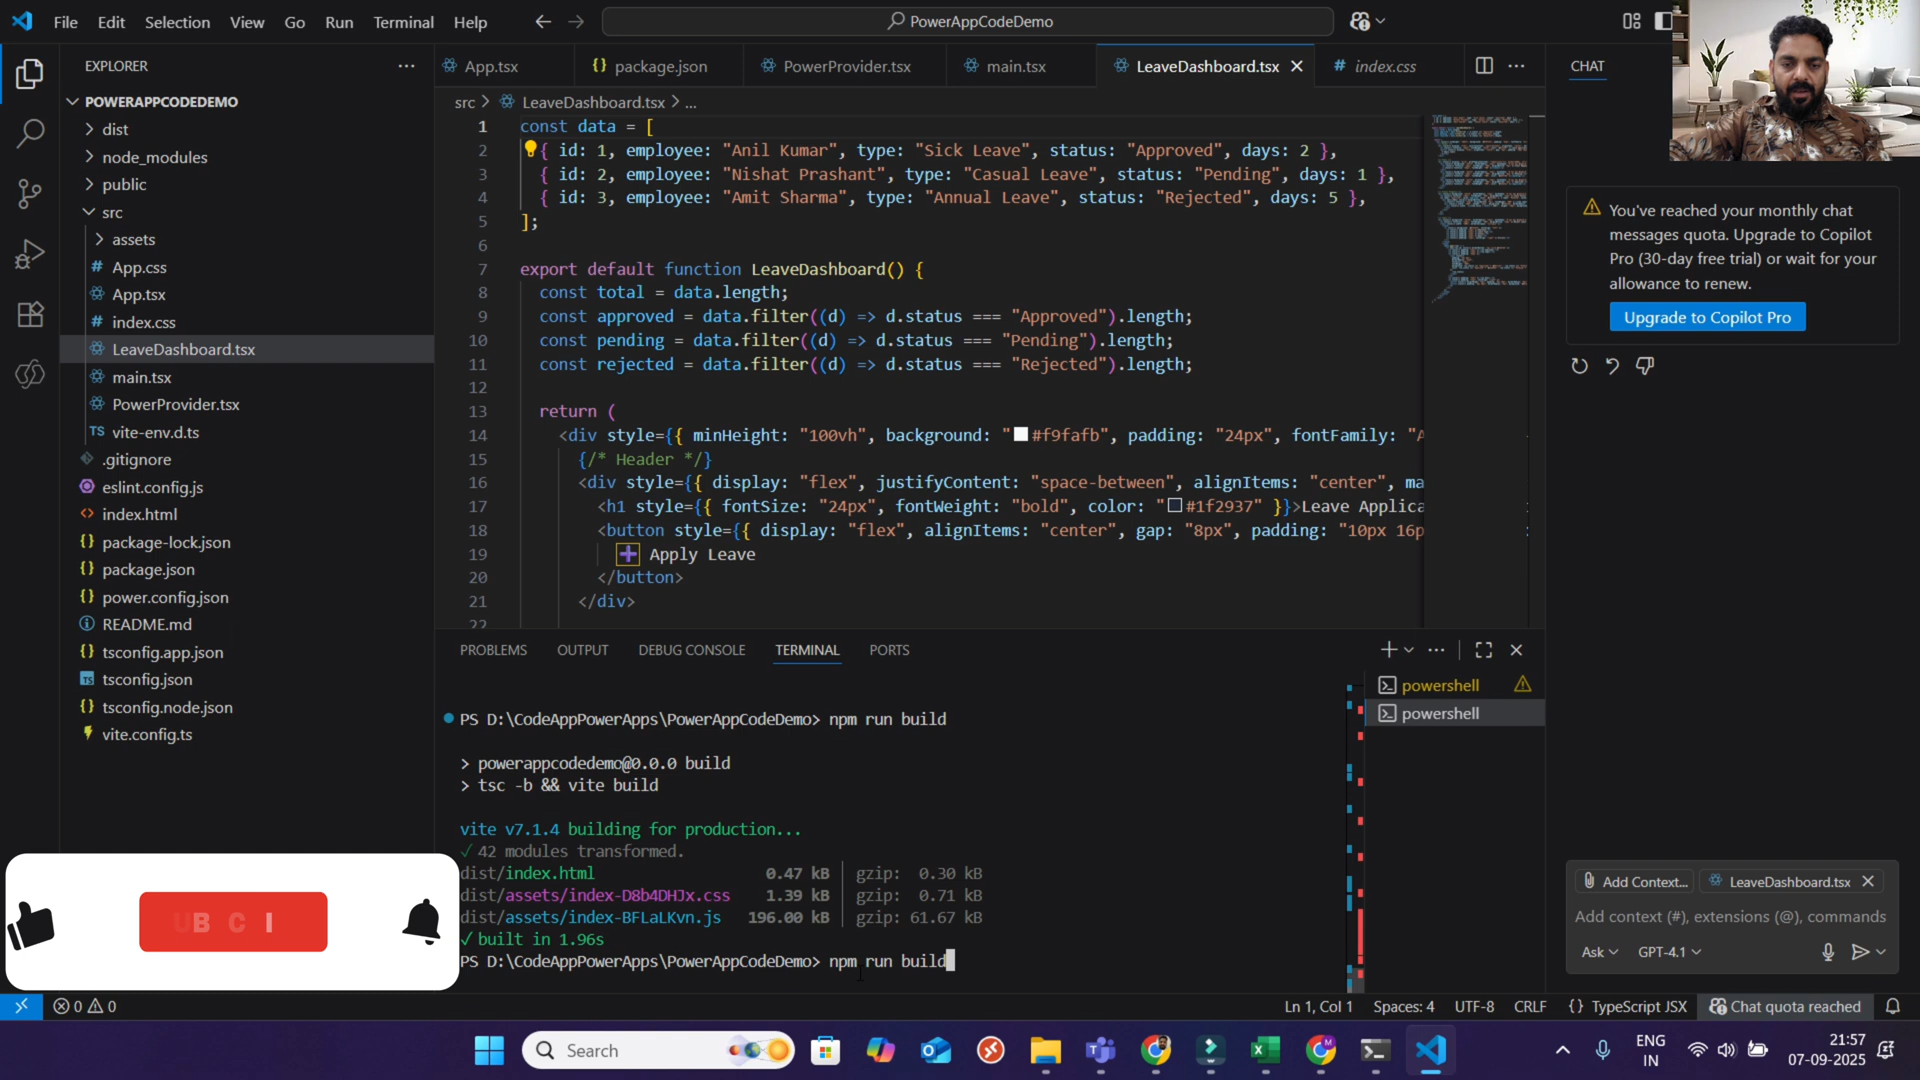 File Edit Selection View Go Run Terminal Help
PowerAppCodeDemo
EXPLORER
POWERAPPCODEDEMO
dist
node_modules
public
src
assets
# App.css
App.tsx
# index.css
LeaveDashboard.tsx
main.tsx
PowerProvider.tsx
TS vite-env.d.ts
.gitignore
eslint.config.js
<> index.html
{} package-lock.json
{} package.json
{} power.config.json
README.md
{} tsconfig.app.json
TS tsconfig.json
{} tsconfig.node.json
vite.config.ts
App.tsx {} package.json PowerProvider.tsx main.tsx LeaveDashboard.tsx # index.css
src > LeaveDashboard.tsx > ...
1 const data = [
2 { id: 1, employee: "Anil Kumar", type: "Sick Leave", status: "Approved", days: 2 },
3 { id: 2, employee: "Nishat Prashant", type: "Casual Leave", status: "Pending", days: 1 },
4 { id: 3, employee: "Amit Sharma", type: "Annual Leave", status: "Rejected", days: 5 },
5 ];
6
7 export default function LeaveDashboard() {
8 const total = data.length;
9 const approved = data.filter((d) => d.status === "Approved").length;
10 const pending = data.filter((d) => d.status === "Pending").length;
11 const rejected = data.filter((d) => d.status === "Rejected").length;
12
13 return (
14 <div style={{ minHeight: "100vh", background: "#f9fafb", padding: "24px", fontFamily: "A
15 {/* Header */}
16 <div style={{ display: "flex", justifyContent: "space-between", alignItems: "center", ma
17 <h1 style={{ fontSize: "24px", fontWeight: "bold", color: "#1f2937" }}>Leave Applica
18 <button style={{ display: "flex", alignItems: "center", gap: "8px", padding: "10px 16p
19 ➕ Apply Leave
20 </button>
21 </div>
22
PROBLEMS OUTPUT DEBUG CONSOLE TERMINAL PORTS
powershell
powershell
PS D:\CodeAppPowerApps\PowerAppCodeDemo> npm run build
> powerappcodedemo@0.0.0 build
> tsc -b && vite build
vite v7.1.4 building for production...
✓ 42 modules transformed.
dist/index.html 0.47 kB │ gzip: 0.30 kB
dist/assets/index-D8b4DHJx.css 1.39 kB │ gzip: 0.71 kB
dist/assets/index-BFLaLKvn.js 196.00 kB │ gzip: 61.67 kB
✓ built in 1.96s
PS D:\CodeAppPowerApps\PowerAppCodeDemo> npm run build
CHAT
You've reached your monthly chat
messages quota. Upgrade to Copilot
Pro (30-day free trial) or wait for your
allowance to renew.
Upgrade to Copilot Pro
Add Context... LeaveDashboard.tsx
Add context (#), extensions (@), commands
Ask GPT-4.1
UBCI
0 0
Ln 1, Col 1 Spaces: 4 UTF-8 CRLF {} TypeScript JSX Chat quota reached
Search
ENG
IN
21:57
07-09-2025